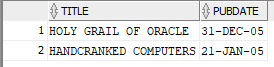 TITLE PUBDATE
1 HOLY GRAIL OF ORACLE 31-DEC-05
2 HANDCRANKED COMPUTERS 21-JAN-05